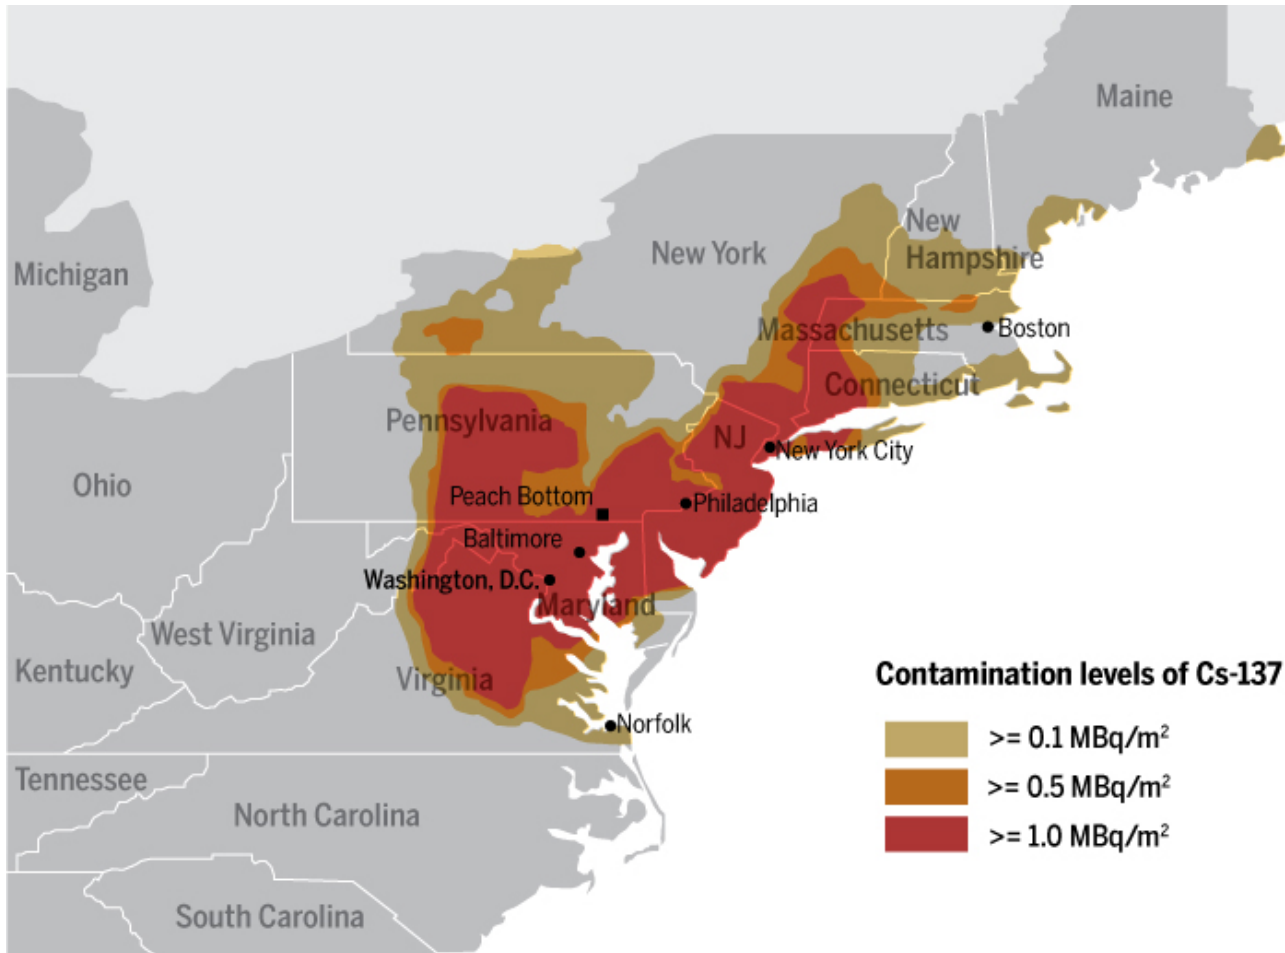 Maine
New
Hampshire
New York
Michigan
Massachusetts
Boston
Connecticut
Pennsylvania
NJ
New York City
Ohio
Peach Bottom
Philadelphia
Baltimore
Washington, D.C.
Maryland
West Virginia
Kentucky
Virginia
Norfolk
Tennessee
North Carolina
South Carolina
Contamination levels of Cs-137
>= 0.1 MBq/m²
>= 0.5 MBq/m²
>= 1.0 MBq/m²